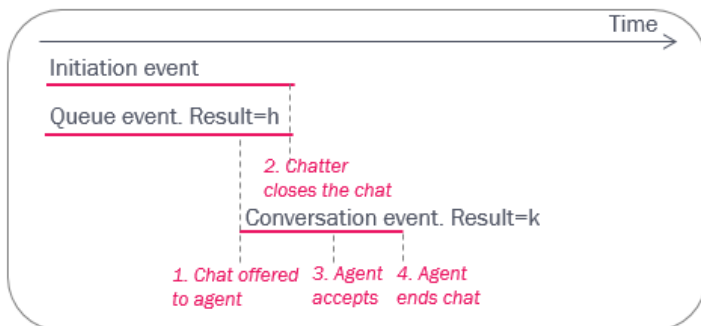 Time
Initiation event
Queue event. Result=h
2. Chatter
closes the chat
Conversation event. Result=k
1. Chat offered
to agent
3. Agent
accepts
4. Agent
ends chat